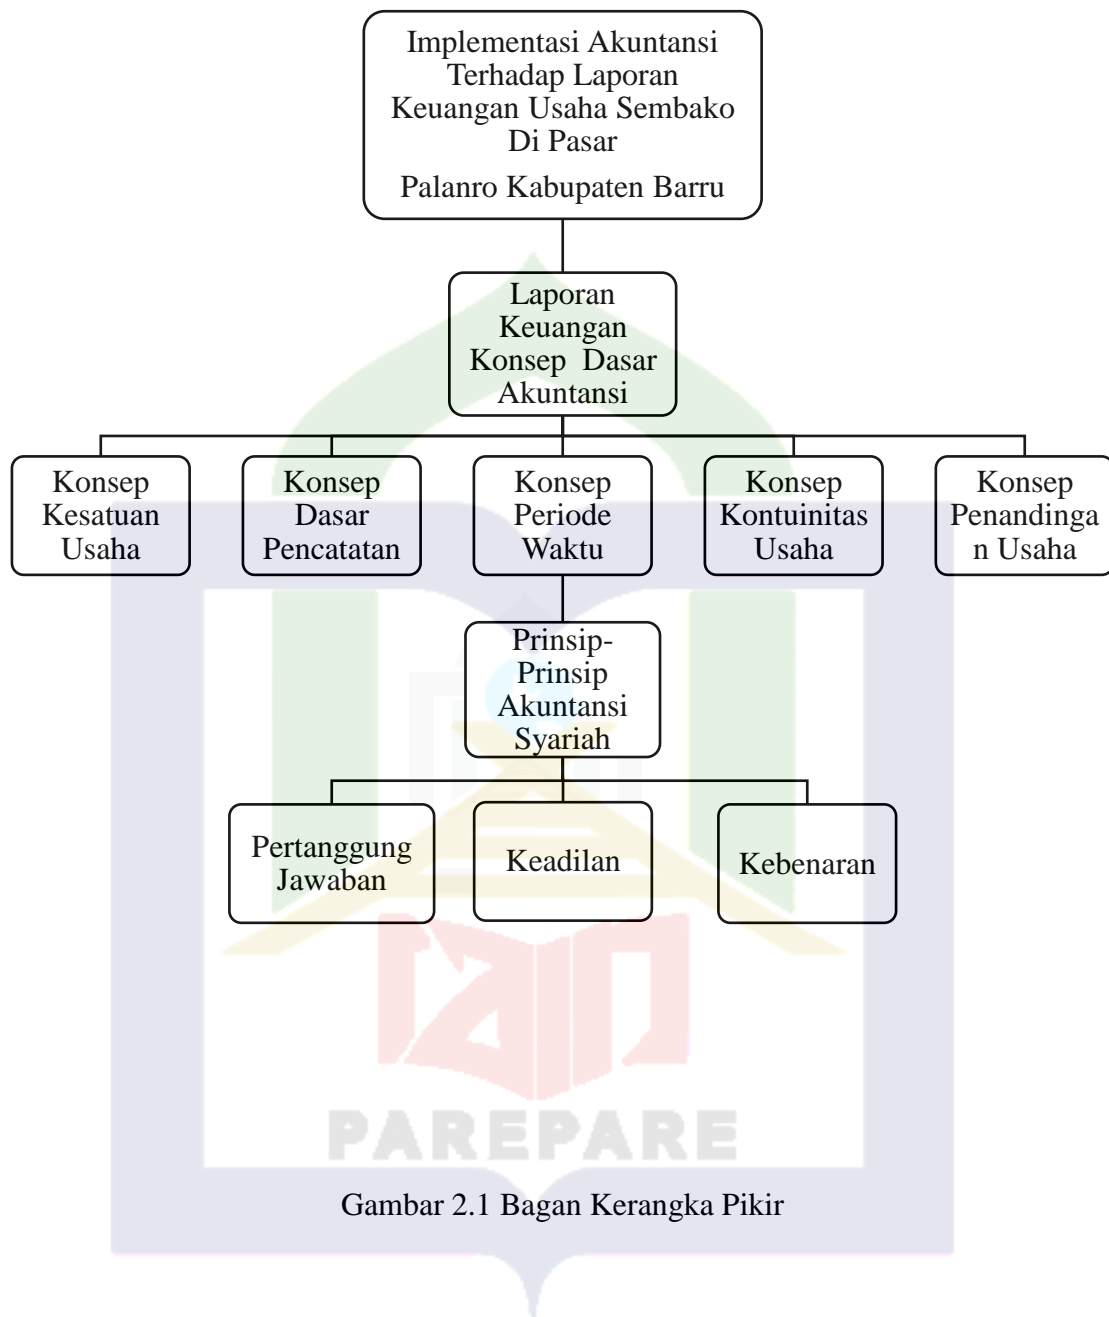 Implementasi Akuntansi
Terhadap Laporan
Keuangan Usaha Sembako
Di Pasar
Palanro Kabupaten Barru
Laporan
Keuangan
Konsep Dasar
Akuntansi
Konsep
Kesatuan
Usaha
Konsep
Dasar
Pencatatan
Konsep
Periode
Waktu
Konsep
Kontuinitas
Usaha
Konsep
Penandinga
n Usaha
Prinsip-
Prinsip
Akuntansi
Syariah
Pertanggung
Jawaban
Keadilan
Kebenaran
iain
PAREPARE
Gambar 2.1 Bagan Kerangka Pikir